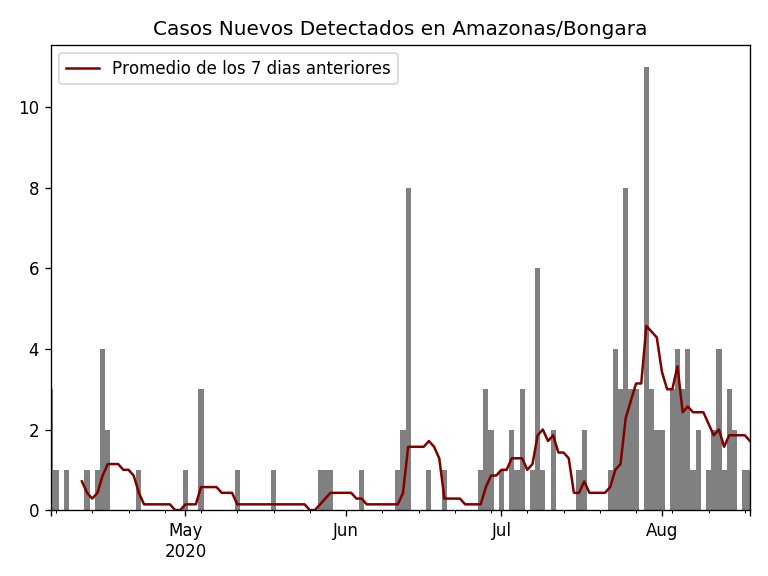 Casos Nuevos Detectados en Amazonas/Bongara
Promedio de los 7 dias anteriores
10
8
6
4
2
0
May Jun Jul Aug
2020